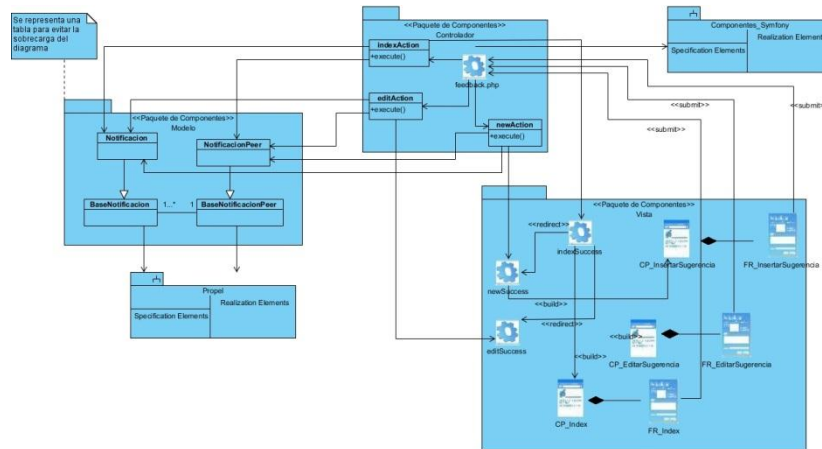 Se representa una
tabla para evitar la
sobrecarga del
diagrama
<<Paquete de Componentes>>
Controlador
IndexAction
+execute()
feedback.php
editAction
+execute()
newAction
+execute()
Componentes_Symfony
Specification Elements
Realization Elements
<<submit>>
<<submit>>
<<submit>>
<<Paquete de Componentes>>
Modelo
Notificacion
NotificacionPeer
BaseNotificacion
1...*
1
BaseNotificacionPeer
Propel
Specification Elements
Realization Elements
<<Paquete de Componentes>>
Vista
<<redirect>>
indexSuccess
CP_InsertarSugerencia
FR_InsertarSugerencia
newSuccess
<<build>>
<<redirect>>
editSuccess
<<build>>
<<build>>
CP_EditarSugerencia
FR_EditarSugerencia
CP_Index
FR_Index